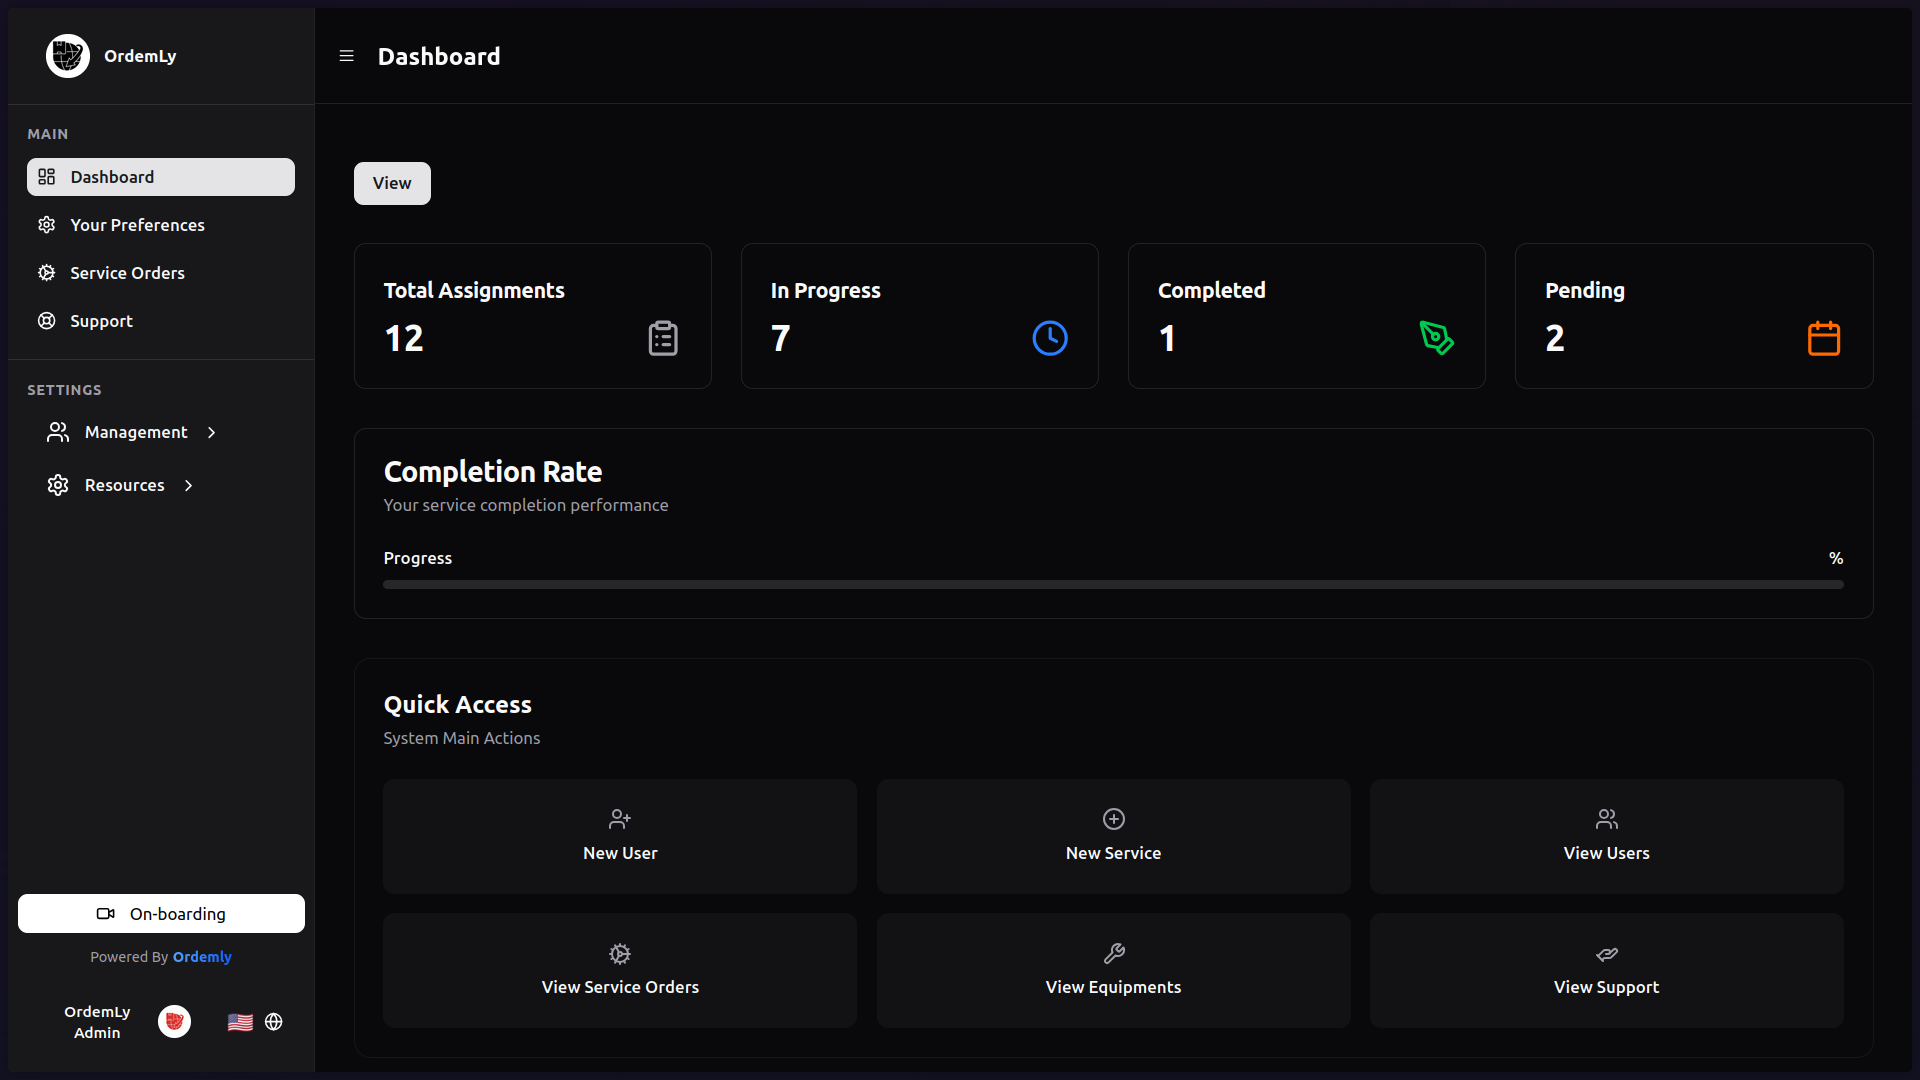 OrdemLy
MAIN
Dashboard
Your Preferences
Service Orders
Support
SETTINGS
Management
Resources
On-boarding
Powered By Ordemly
OrdemLy
Admin
Dashboard
View
Total Assignments
12
In Progress
7
Completed
1
Pending
2
Completion Rate
Your service completion performance
Progress
%
Quick Access
System Main Actions
New User
New Service
View Users
View Service Orders
View Equipments
View Support